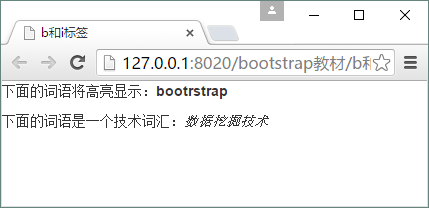 b和i标签
127.0.0.1:8020/bootstrap教材/b和
下面的词语将高亮显示：bootrstrap
下面的词语是一个技术词汇：数据挖掘技术